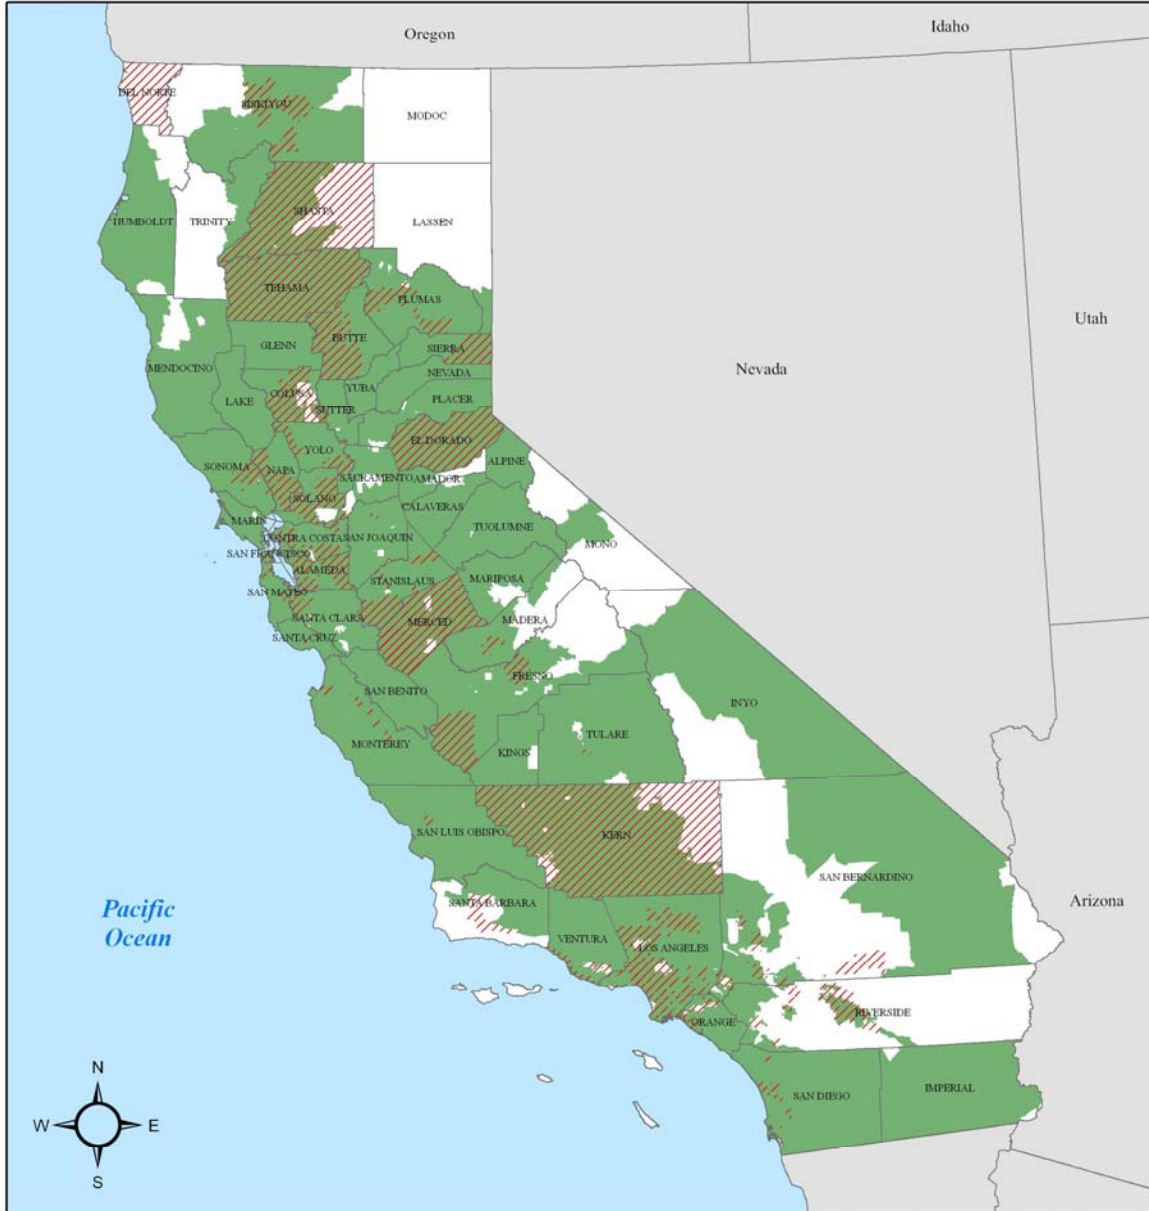 Oregon
Idaho
DEL NORTE
SISKIYOU
MODOC
HUMBOLDT
TRINITY
SHASTA
LASSEN
TEHAMA
PLUMAS
Utah
GLENN
BUTTE
SIERRA
Nevada
MENDOCINO
NEVADA
LAKE
COLUSA
YUBA
PLACER
SUTTER
EL DORADO
YOLO
SONOMA
NAPA
ALPINE
SACRAMENTO
AMADOR
SOLANO
CALAVERAS
MARIN
TUOLUMNE
CONTRA COSTA
SAN JOAQUIN
MONO
SAN FRANCISCO
ALAMEDA
STANISLAUS
MARIPOSA
SAN MATEO
SANTA CLARA
MERCED
MADERA
SANTA CRUZ
FRESNO
SAN BENITO
INYO
MONTEREY
KINGS
TULARE
SAN LUIS OBISPO
KERN
SAN BERNARDINO
SANTA BARBARA
Arizona
Pacific
Ocean
VENTURA
LOS ANGELES
RIVERSIDE
ORANGE
SAN DIEGO
IMPERIAL
N
W
E
S